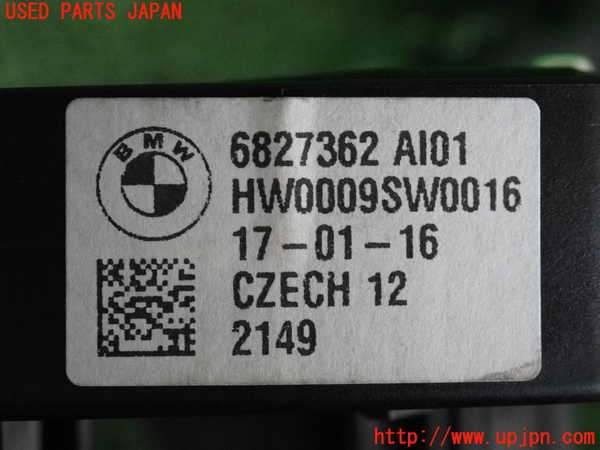 USED PARTS JAPAN
BMW
6827362 AI01
HW0009SW0016
17-01-16
CZECH 12
2149
http://www.upjpn.com/